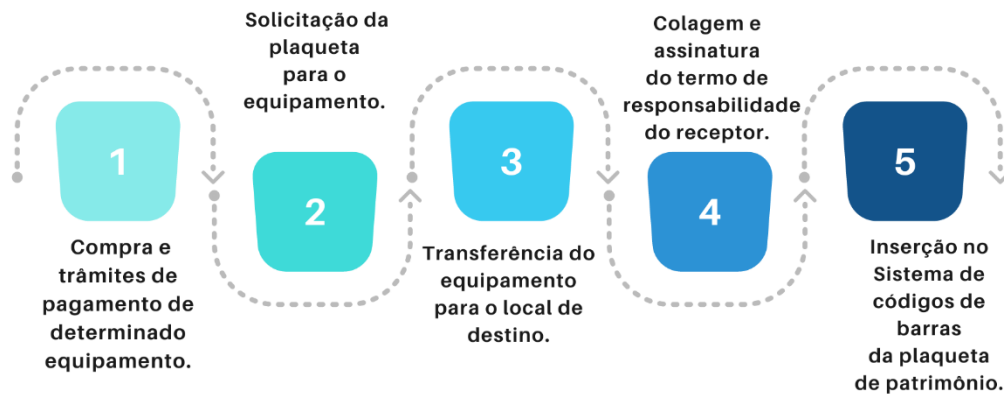 1
Compra e
trâmites de
pagamento de
determinado
equipamento.
Solicitação da
plaqueta
para o
equipamento.
2
3
Transferência do
equipamento
para o local de
destino.
Colagem e
assinatura
do termo de
responsabilidade
do receptor.
4
5
Inserção no
Sistema de
códigos de
barras
da plaqueta
de patrimônio.